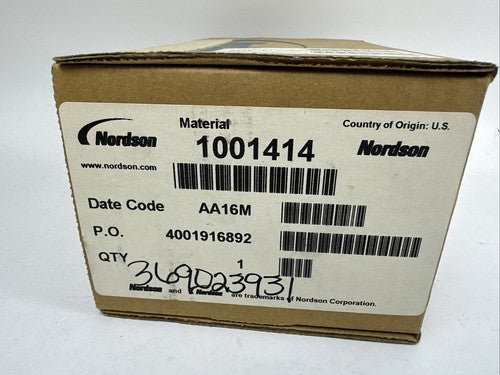 Nordson
www.nordson.com
Material
1001414
Country of Origin: U.S.
Nordson
Date Code AA16M
P.O. 4001916892
QTY 1
369023931
Nordson and Nordson are trademarks of Nordson Corporation.